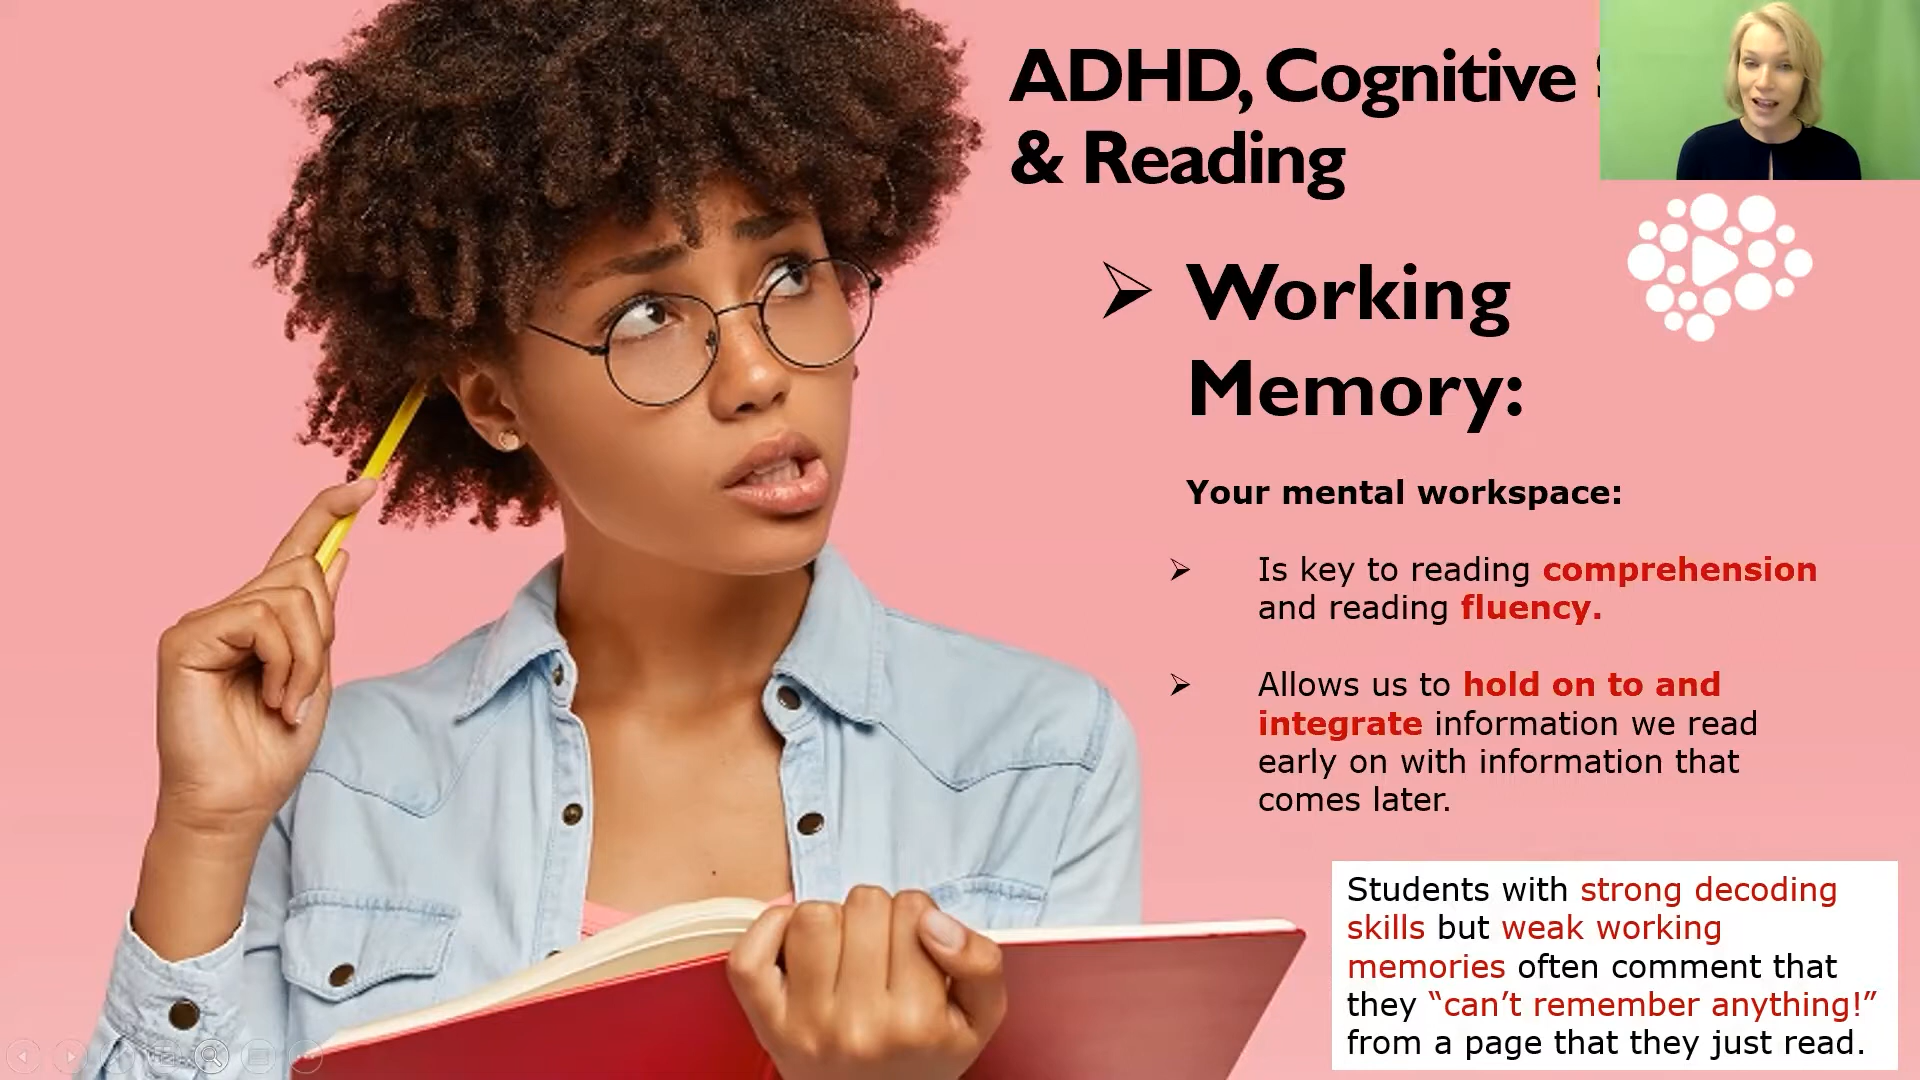 ADHD, Cognitive
& Reading
Working
Memory:
Your mental workspace:
Is key to reading comprehension
and reading fluency.
Allows us to hold on to and
integrate information we read
early on with information that
comes later.
Students with strong decoding
skills but weak working
memories often comment that
they “can’t remember anything!”
from a page that they just read.